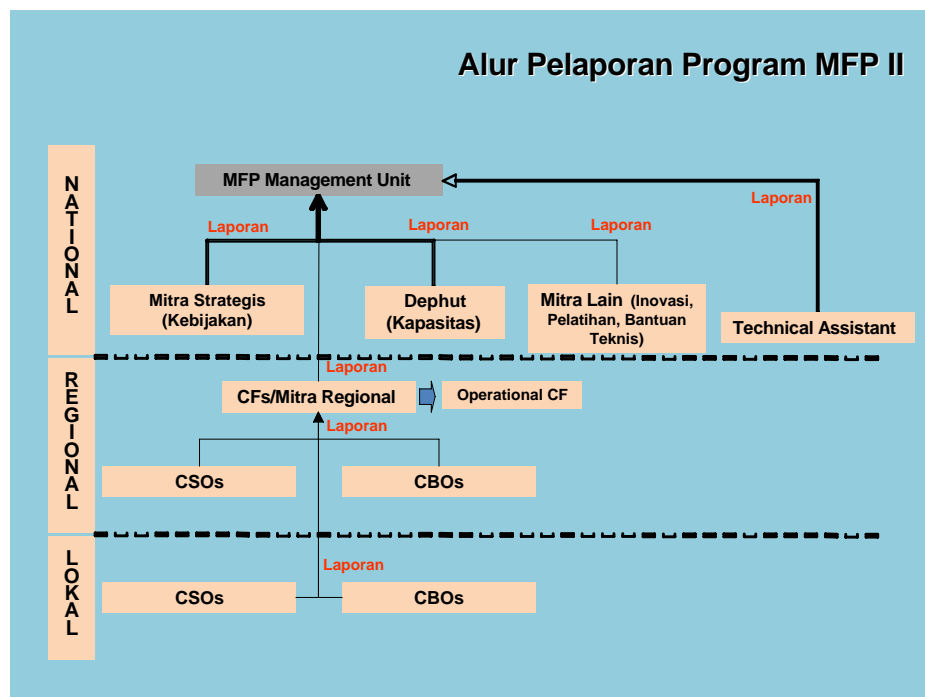 Alur Pelaporan Program MFP II
NATIONAL
MFP Management Unit
Laporan
Laporan
Laporan
Laporan
Mitra Strategis
(Kebijakan)
Dephut
(Kapasitas)
Mitra Lain (Inovasi,
Pelatihan, Bantuan
Teknis)
Technical Assistant
REGIONAL
Laporan
CFs/Mitra Regional
Operational CF
Laporan
CSOs
CBOs
LOKAL
Laporan
CSOs
CBOs